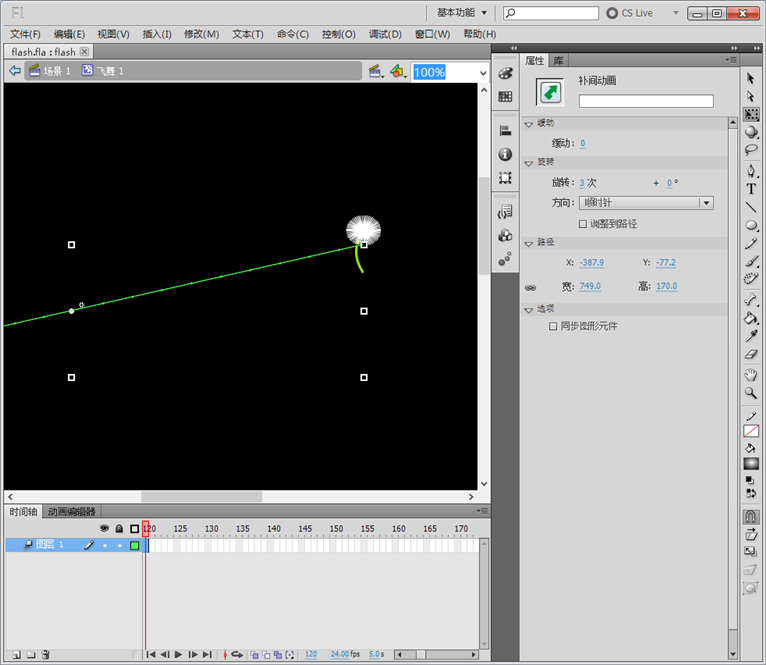 Fl 基本功能 CS Live
文件(F) 编辑(E) 视图(V) 插入(I) 修改(M) 文本(T) 命令(C) 控制(O) 调试(D) 窗口(W) 帮助(H)
flash.fla : flash
场景 1 飞舞 1 100%
属性 库
补间动画
缓动
缓动: 0
旋转
旋转: 3 次 + 0 °
方向: 顺时针
调整到路径
路径
X: -387.9 Y: -77.2
宽: 749.0 高: 170.0
选项
同步图形元件
时间轴 动画编辑器
120 125 130 135 140 145 150 155 160 165 170
图层 1
120 24.00 fps 5.0 s